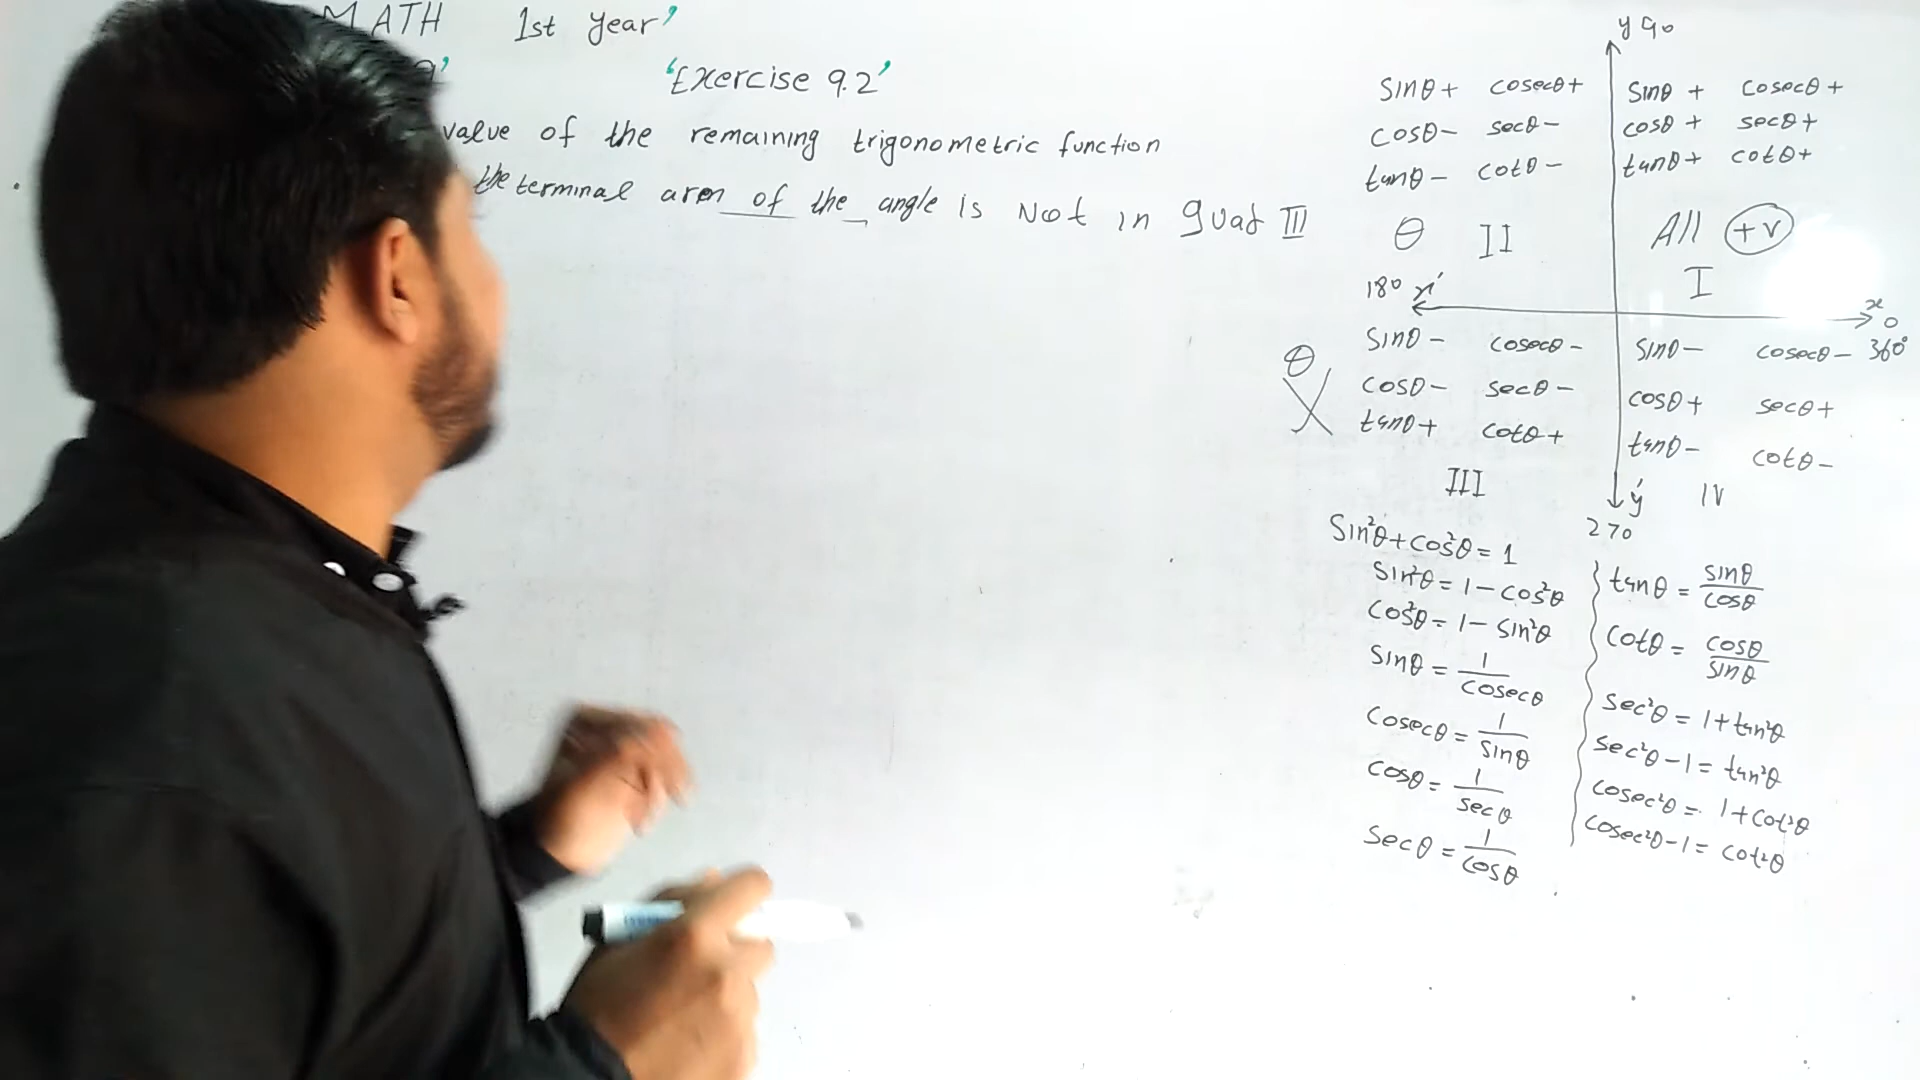 MATH 1st year’
9’ ‘Exercise 9.2’
value of the remaining trigonometric function
the terminal aren of the angle is Not in quad III
y 90
sinθ + cosecθ +
cosθ − secθ −
tanθ − cotθ −
θ II
sinθ + cosecθ +
cosθ + secθ +
tanθ + cotθ +
All +v
I
180 x′
x 0
360°
θ
sinθ − cosecθ −
cosθ − secθ −
tanθ + cotθ +
III
sinθ − cosecθ −
cosθ + secθ +
tanθ − cotθ −
y′ IV
270
Sin²θ + cos²θ = 1
Sin²θ = 1 − cos²θ
cos²θ = 1 − sin²θ
sinθ = 1/cosecθ
cosecθ = 1/sinθ
cosθ = 1/secθ
secθ = 1/cosθ
tanθ = sinθ/cosθ
cotθ = cosθ/sinθ
sec²θ = 1 + tan²θ
sec²θ − 1 = tan²θ
cosec²θ = 1 + cot²θ
cosec²θ − 1 = cot²θ